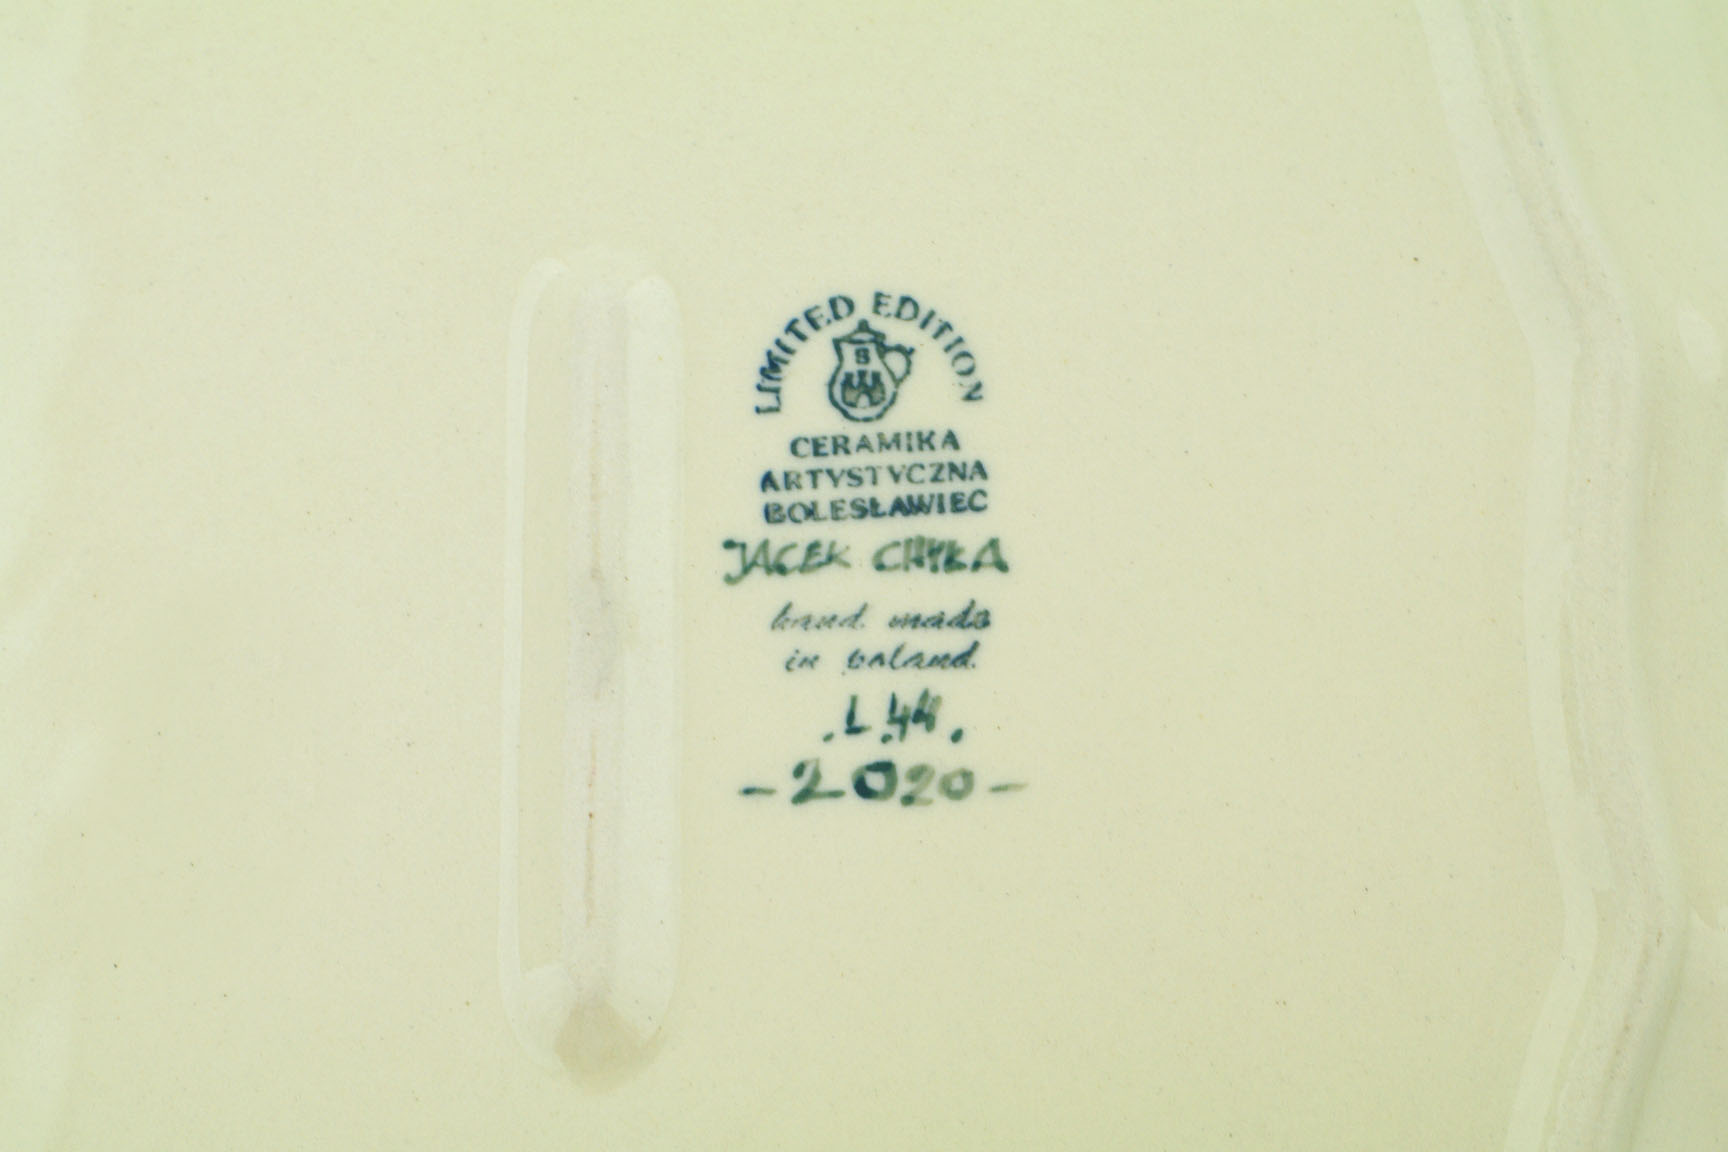 LIMITED EDITION
S
CERAMIKA
ARTYSTYCZNA
BOLESŁAWIEC
JACEK CHYŁA
hand made
in poland.
.L.44.
-2020-